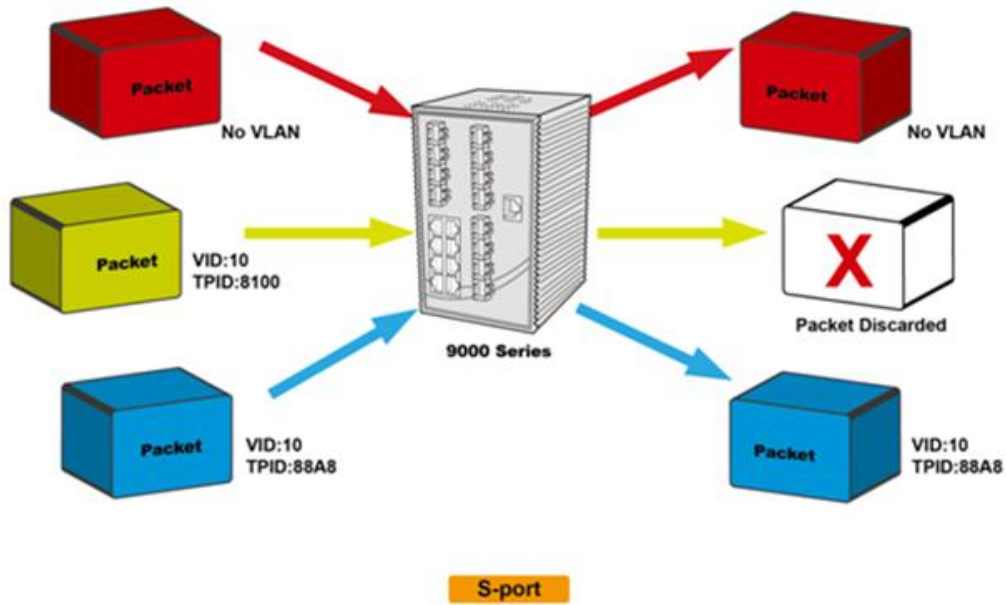 Packet
No VLAN
Packet
No VLAN
Packet
VID:10
TPID:8100
X
Packet Discarded
9000 Series
Packet
VID:10
TPID:88A8
Packet
VID:10
TPID:88A8
S-port